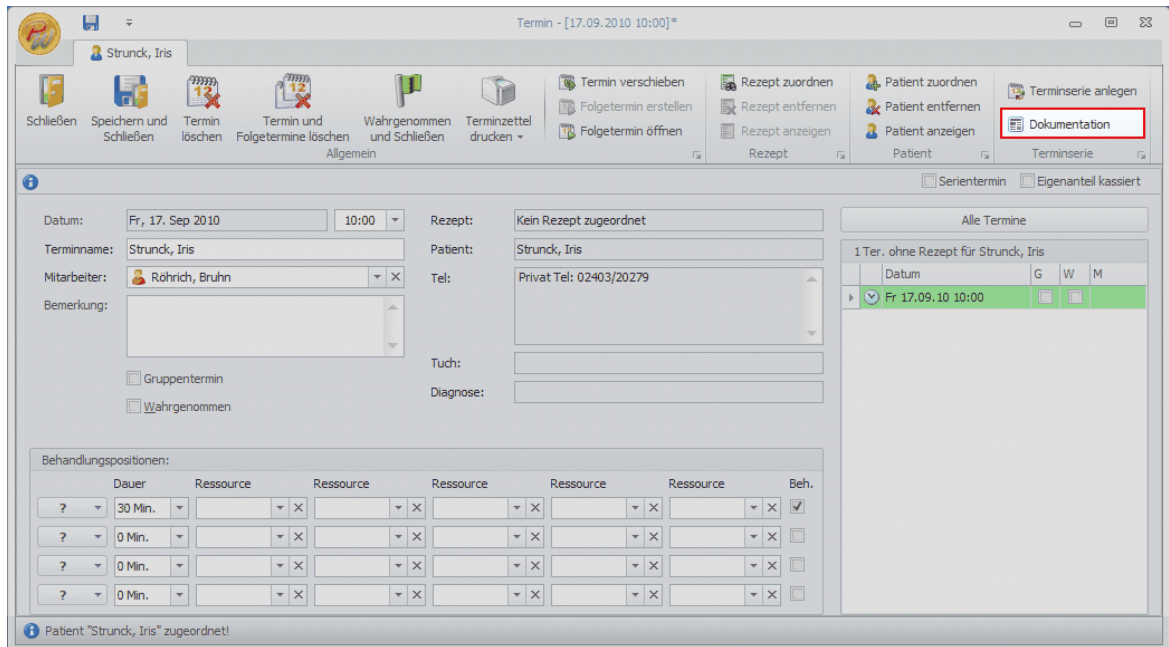 Termin - [17.09.2010 10:00]*
Strunck, Iris
Schließen
Speichern und Schließen
Termin löschen
Termin und Folgetermine löschen
Wahrgenommen und Schließen
Terminzettel drucken
Allgemein
Termin verschieben
Folgetermin erstellen
Folgetermin öffnen
Rezept zuordnen
Rezept entfernen
Rezept anzeigen
Rezept
Patient zuordnen
Patient entfernen
Patient anzeigen
Patient
Terminserie anlegen
Dokumentation
Terminserie
Serientermin Eigenanteil kassiert
Datum: Fr, 17. Sep 2010 10:00
Terminname: Strunck, Iris
Mitarbeiter: Röhrich, Bruhn
Bemerkung:
Gruppentermin
Wahrgenommen
Rezept: Kein Rezept zugeordnet
Patient: Strunck, Iris
Tel: Privat Tel: 02403/20279
Tuch:
Diagnose:
Alle Termine
1 Ter. ohne Rezept für Strunck, Iris
Datum G W M
Fr 17.09.10 10:00
Behandlungspositionen:
Dauer Ressource Ressource Ressource Ressource Ressource Beh.
? 30 Min.
? 0 Min.
? 0 Min.
? 0 Min.
Patient "Strunck, Iris" zugeordnet!